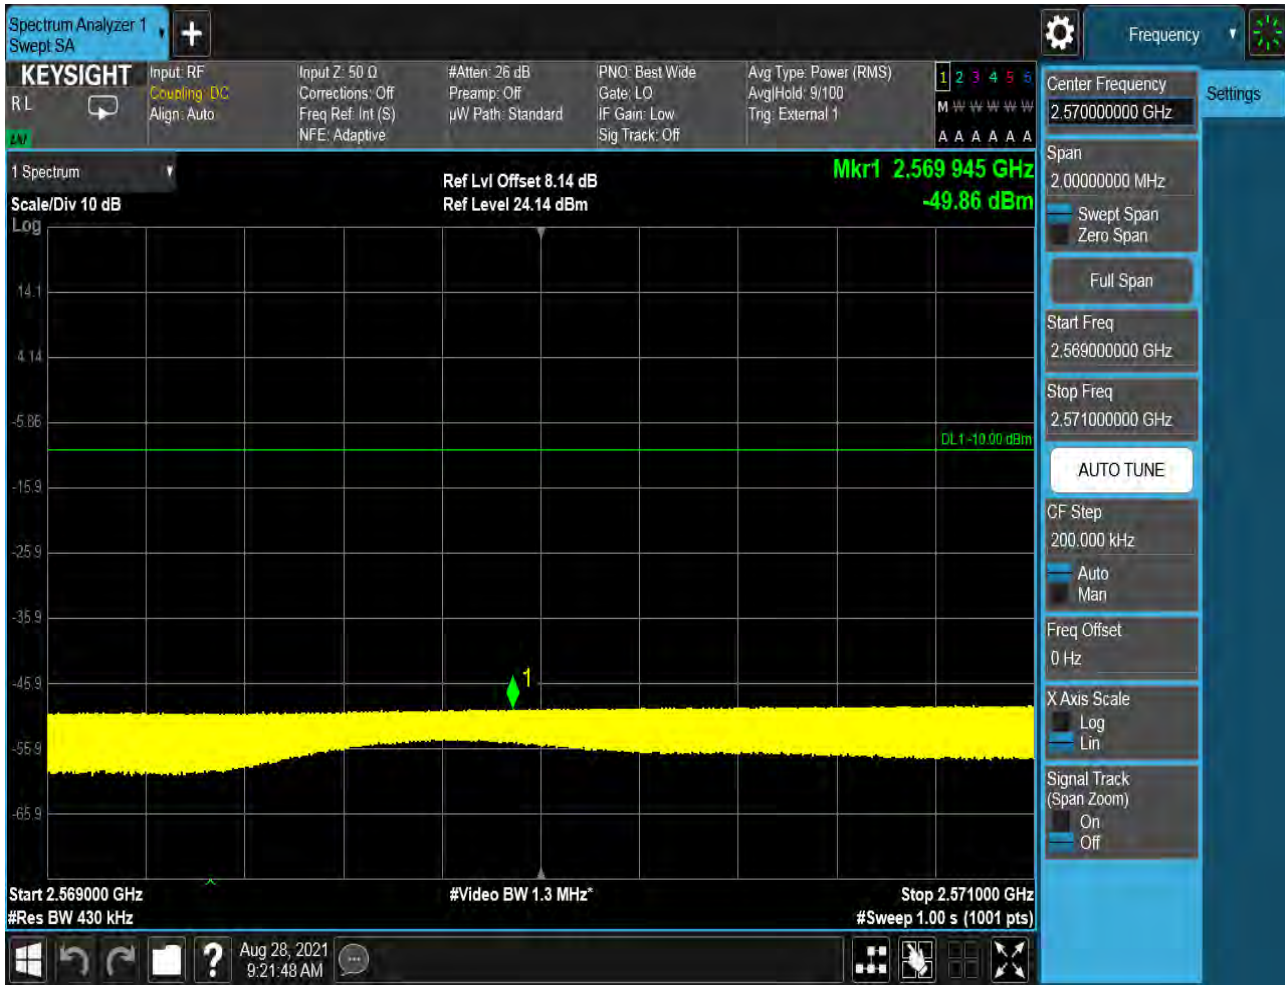 Spectrum Analyzer 1
Swept SA
Frequency
KEYSIGHT
R L
LNI
Input: RF
Coupling: DC
Align: Auto
Input Z: 50 Ω
Corrections: Off
Freq Ref: Int (S)
NFE: Adaptive
#Atten: 26 dB
Preamp: Off
µW Path: Standard
PNO: Best Wide
Gate: LO
IF Gain: Low
Sig Track: Off
Avg Type: Power (RMS)
Avg|Hold: 9/100
Trig: External 1
1 2 3 4 5 6
M W W W W W
A A A A A A
1 Spectrum
Scale/Div 10 dB
Log
Ref Lvl Offset 8.14 dB
Ref Level 24.14 dBm
Mkr1 2.569 945 GHz
-49.86 dBm
14.1
4.14
-5.86
DL1 -10.00 dBm
-15.9
-25.9
-35.9
-45.9
1
-55.9
-65.9
Start 2.569000 GHz
#Res BW 430 kHz
#Video BW 1.3 MHz*
Stop 2.571000 GHz
#Sweep 1.00 s (1001 pts)
?
Aug 28, 2021
9:21:48 AM
Center Frequency
2.570000000 GHz
Settings
Span
2.00000000 MHz
Swept Span
Zero Span
Full Span
Start Freq
2.569000000 GHz
Stop Freq
2.571000000 GHz
AUTO TUNE
CF Step
200.000 kHz
Auto
Man
Freq Offset
0 Hz
X Axis Scale
Log
Lin
Signal Track
(Span Zoom)
On
Off